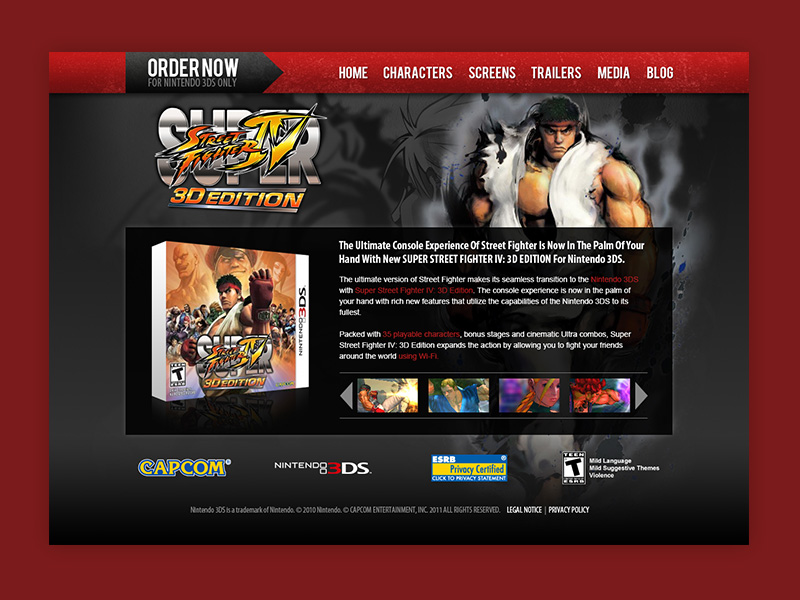 ORDER NOW
FOR NINTENDO 3DS ONLY
HOME CHARACTERS SCREENS TRAILERS MEDIA BLOG
SUPER
STREET
FIGHTER IV
3D EDITION
NINTENDO 3DS
SUPER
STREET
FIGHTER IV
3D EDITION
TEEN
T
ESRB
CAPCOM
The Ultimate Console Experience Of Street Fighter Is Now In The Palm Of Your
Hand With New SUPER STREET FIGHTER IV: 3D EDITION For Nintendo 3DS.
The ultimate version of Street Fighter makes its seamless transition to the Nintendo 3DS
with Super Street Fighter IV: 3D Edition. The console experience is now in the palm of
your hand with rich new features that utilize the capabilities of the Nintendo 3DS to its
fullest.
Packed with 35 playable characters, bonus stages and cinematic Ultra combos, Super
Street Fighter IV: 3D Edition expands the action by allowing you to fight your friends
around the world using Wi-Fi.
CAPCOM®
NINTENDO 3DS™
ESRB
Privacy Certified
CLICK TO PRIVACY STATEMENT
TEEN
T
ESRB
Mild Language
Mild Suggestive Themes
Violence
Nintendo 3DS is a trademark of Nintendo. © 2010 Nintendo. © CAPCOM ENTERTAINMENT, INC. 2011 ALL RIGHTS RESERVED. LEGAL NOTICE | PRIVACY POLICY